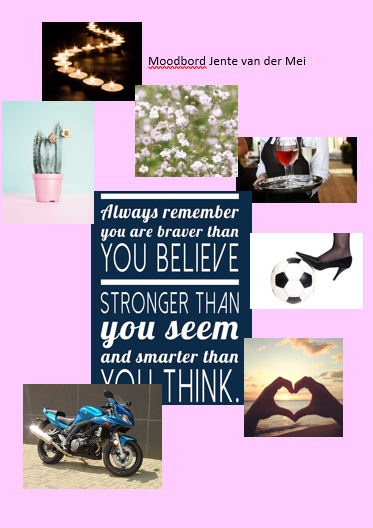 Moodbord Jente van der Mei
Always remember
you are braver than
YOU BELIEVE
STRONGER THAN
you seem
and smarter than
YOU THINK.